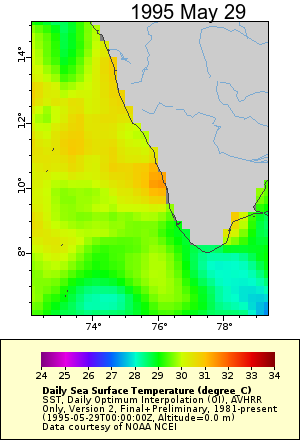 1995 May 29
14°
12°
10°
8°
74°
76°
78°
24 25 26 27 28 29 30 31 32 33 34
Daily Sea Surface Temperature (degree_C)
SST, Daily Optimum Interpolation (OI), AVHRR
Only, Version 2, Final+Preliminary, 1981-present
(1995-05-29T00:00:00Z, Altitude=0.0 m)
Data courtesy of NOAA NCEI